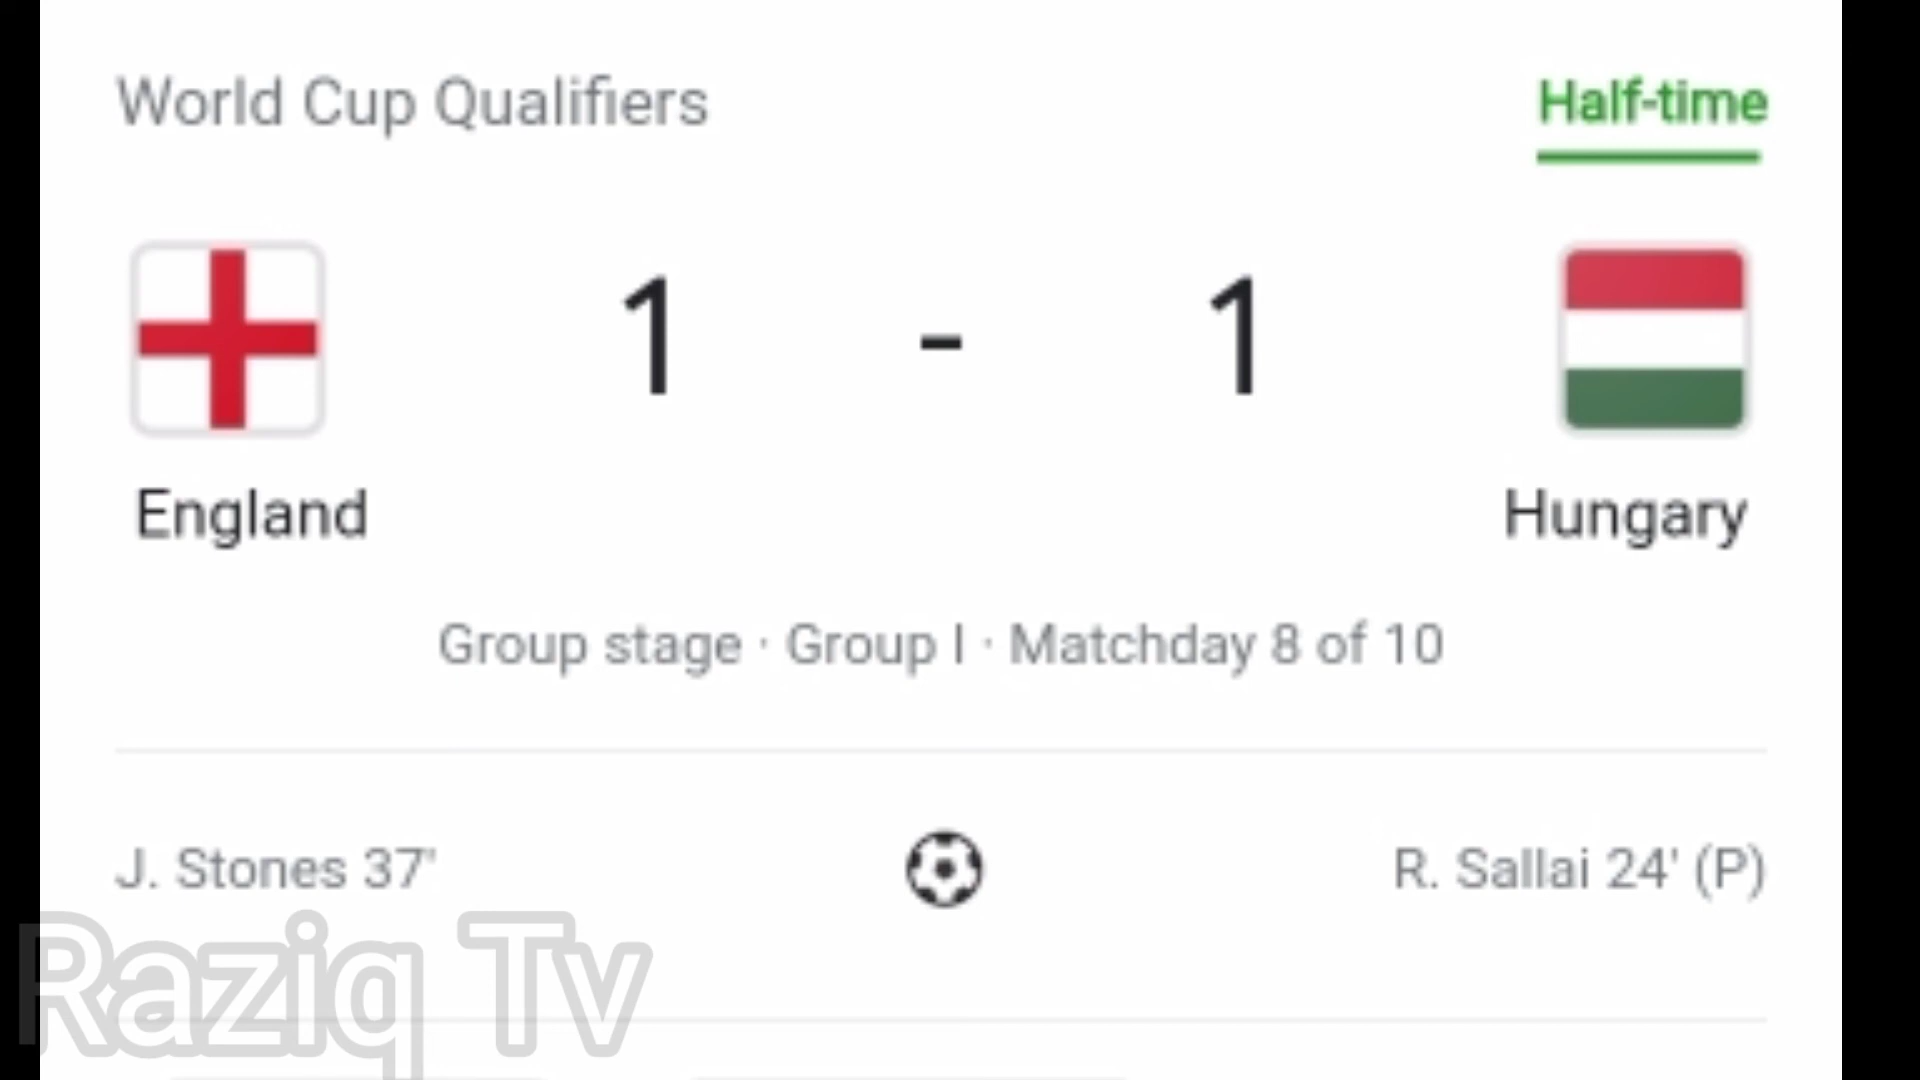 World Cup Qualifiers
Half-time
1 - 1
England
Hungary
Group stage · Group I · Matchday 8 of 10
J. Stones 37'
R. Sallai 24' (P)
Raziq Tv